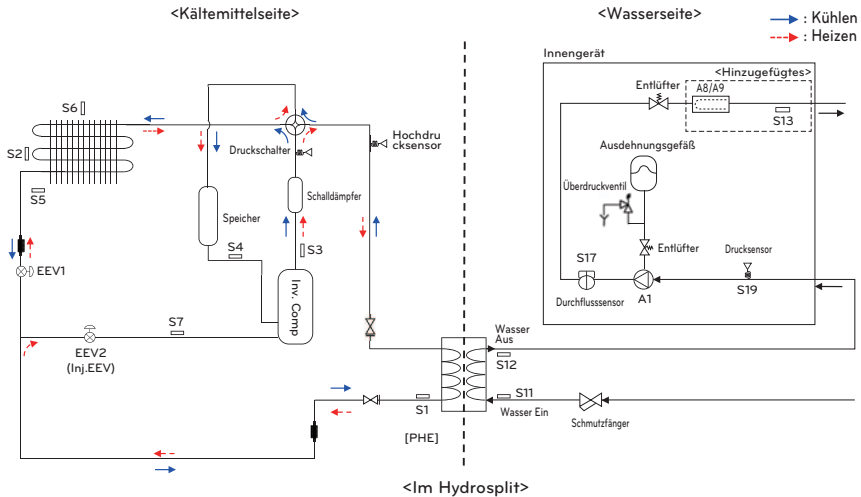 <Kältemittelseite>
<Wasserseite>
: Kühlen
: Heizen
Innengerät
<Hinzugefügtes>
Entlüfter
A8/A9
S13
S6
S2
S5
Druckschalter
Hochdru
cksensor
Schalldämpfer
Speicher
S4
S3
Inv. Comp
EEV1
EEV2
(Inj.EEV)
S7
Ausdehnungsgefäß
Überdruckventil
Entlüfter
S17
Durchflusssensor
A1
Drucksensor
S19
Wasser
Aus
S12
S11
Wasser Ein
Schmutzfänger
S1
[PHE]
<Im Hydrosplit>